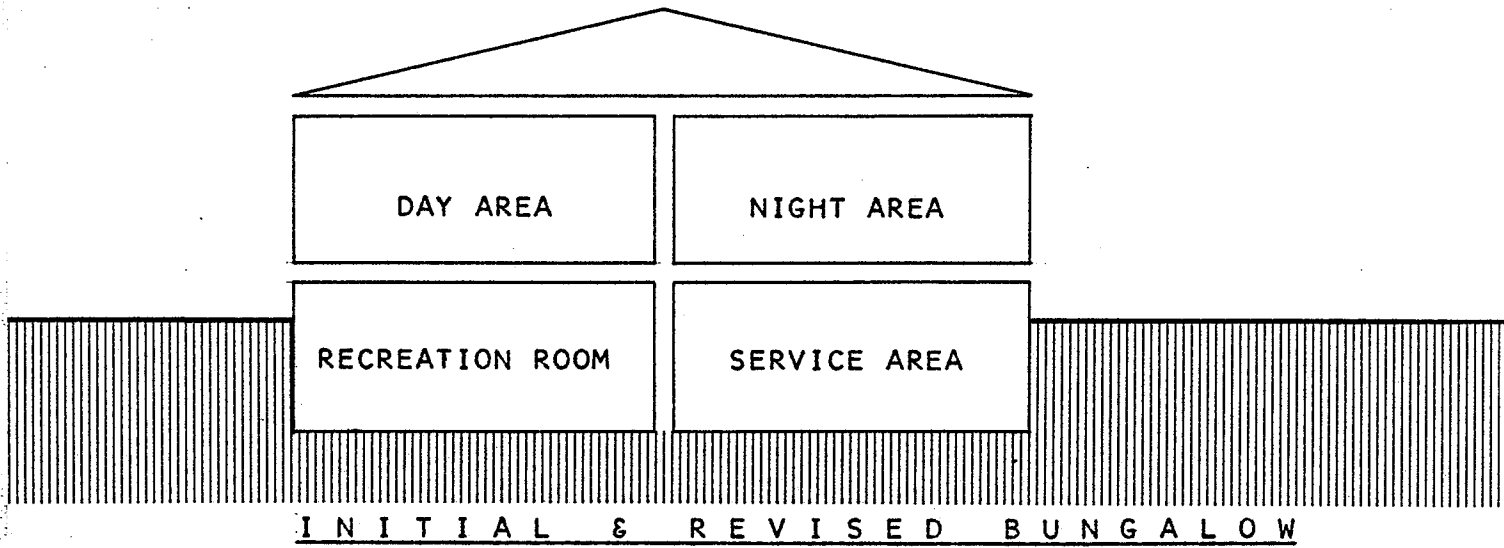 DAY AREA NIGHT AREA
RECREATION ROOM SERVICE AREA
INITIAL & REVISED BUNGALOW